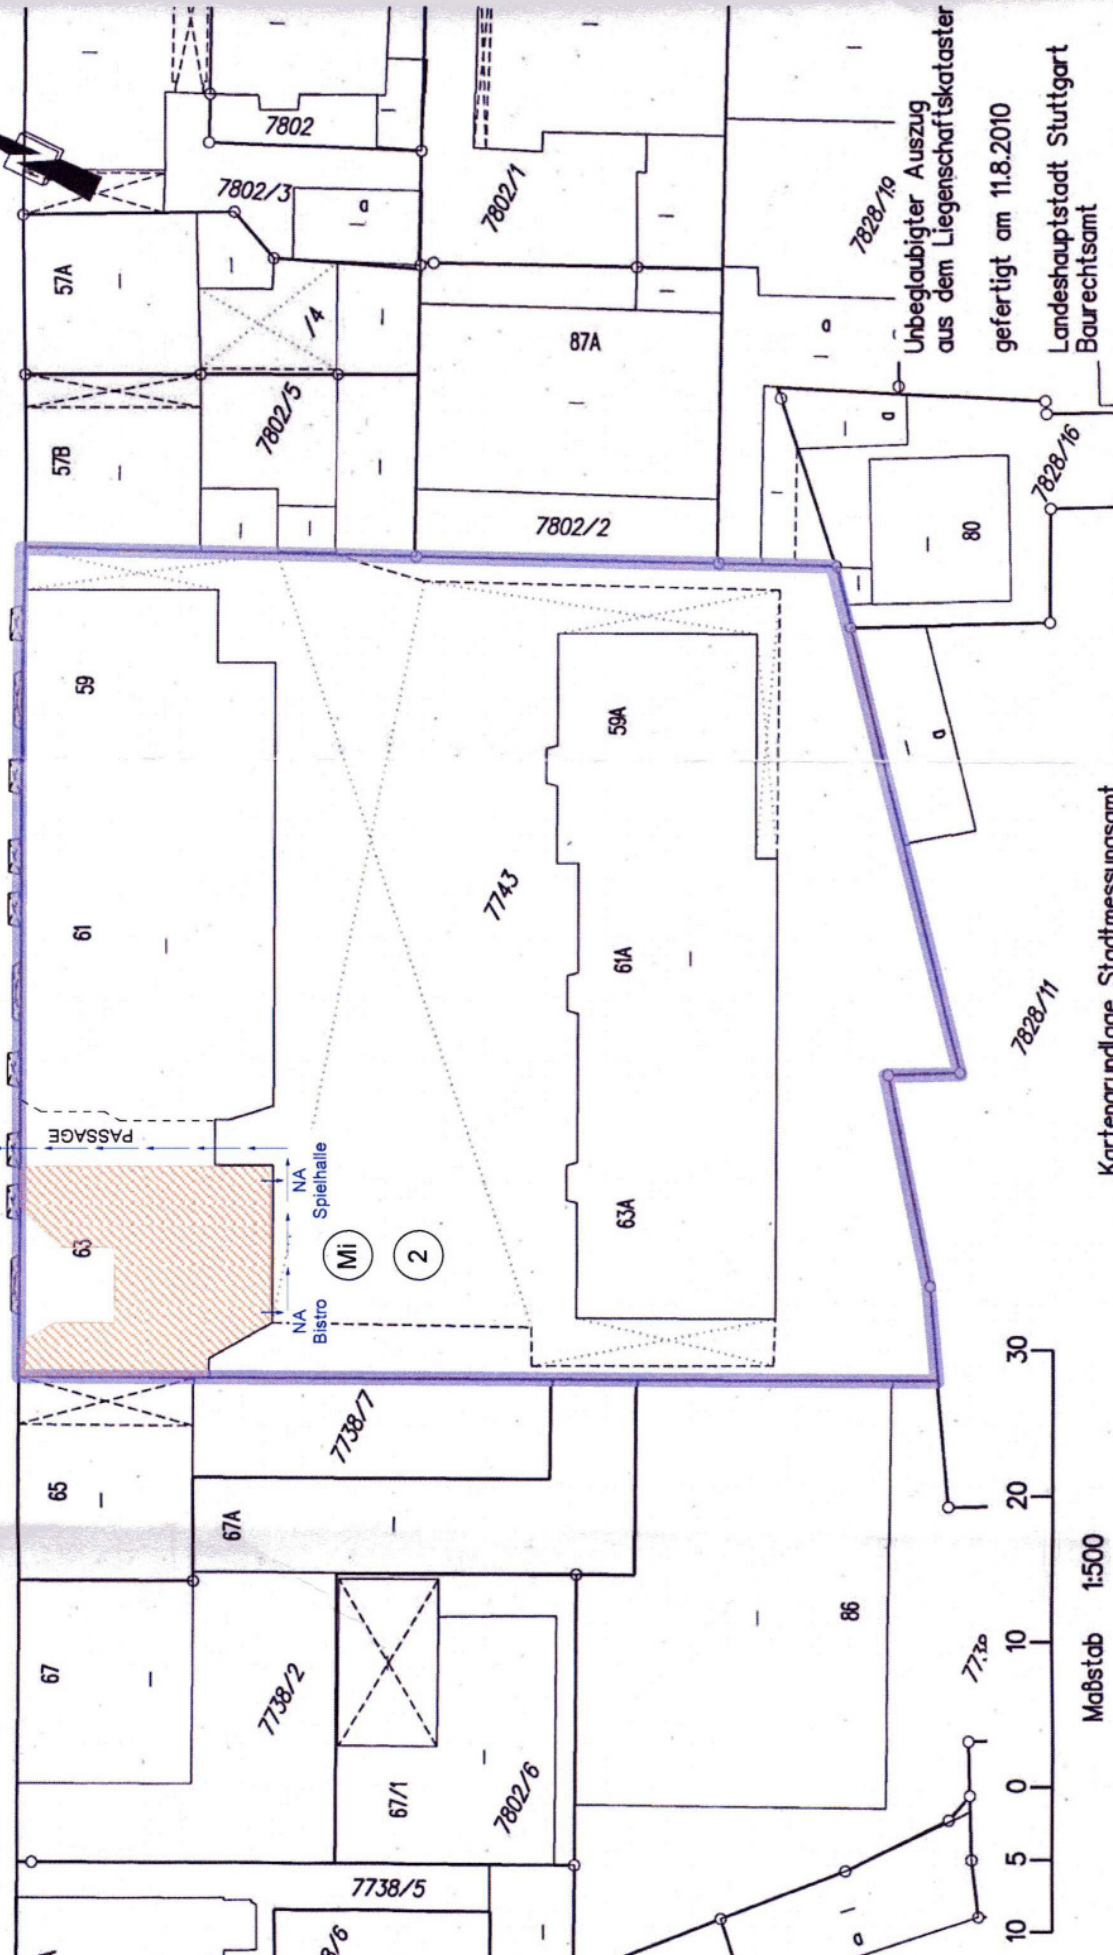 7802
7802/3
57A
/4
7802/1
7828/19
Unbeglaubigter Auszug
aus dem Liegenschaftskataster
gefertigt am 11.8.2010
Landeshauptstadt Stuttgart
Baurechtsamt
57B
7802/5
87A
7802/2
7828/16
80
59
59A
61
7743
61A
7828/11
PASSAGE
63
NA
Spielhalle
NA
Bistro
Mi
2
63A
Kartengrundlage Stadtmessungsamt
65
67A
7738/7
67
7738/2
67/1
7802/6
86
7738/5
10 5 0 10 20 30
Maßstab 1:500